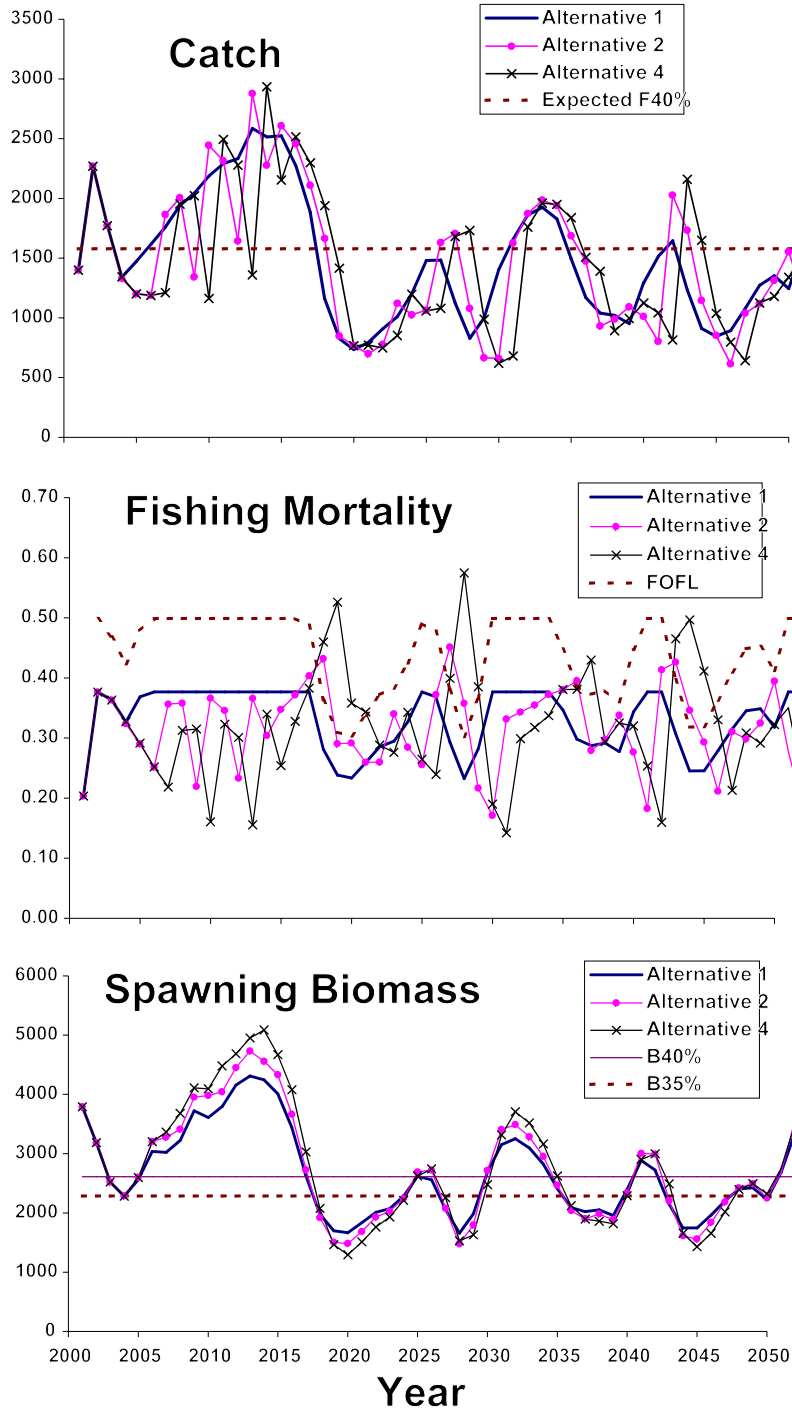 Catch
3500
3000
2500
2000
1500
1000
500
0
Alternative 1
Alternative 2
Alternative 4
Expected F40%
Fishing Mortality
0.70
0.60
0.50
0.40
0.30
0.20
0.10
0.00
Alternative 1
Alternative 2
Alternative 4
FOFL
Spawning Biomass
6000
5000
4000
3000
2000
1000
0
Alternative 1
Alternative 2
Alternative 4
B40%
B35%
2000 2005 2010 2015 2020 2025 2030 2035 2040 2045 2050
Year